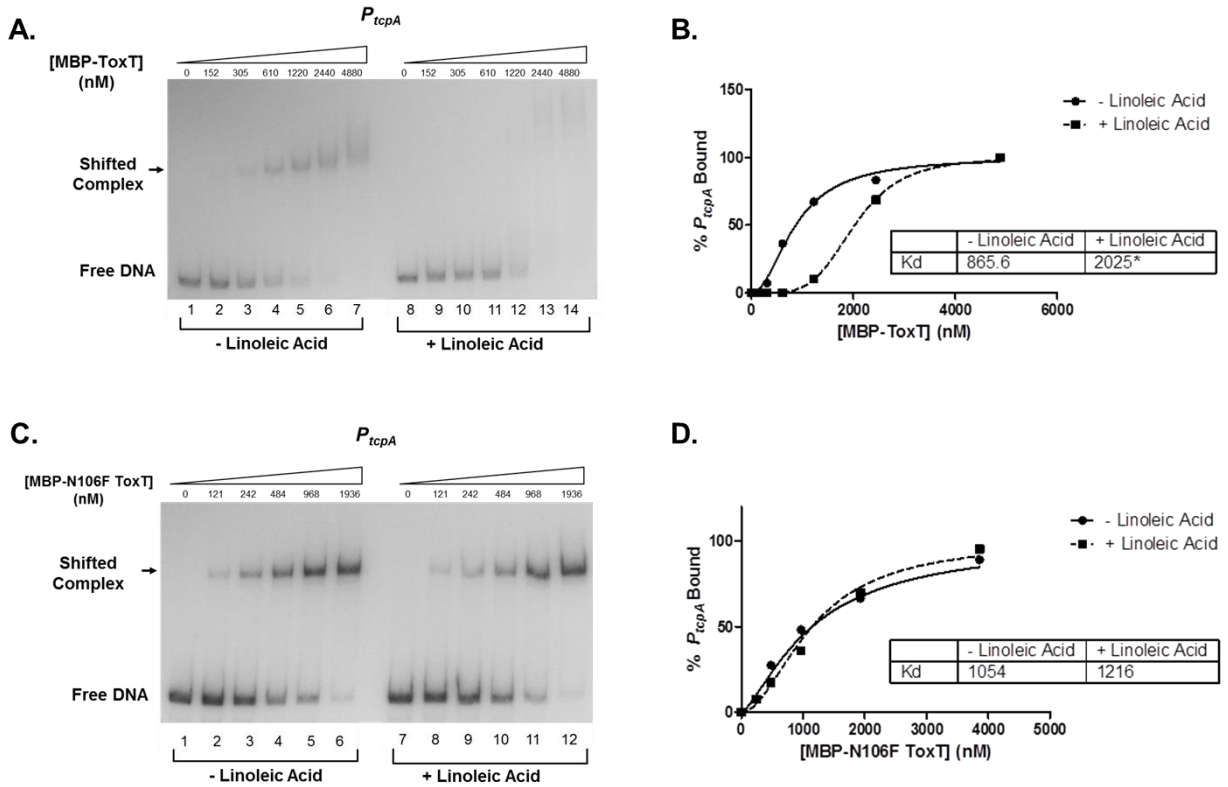 A.
P_tcpA
[MBP-ToxT]
(nM)
0 152 305 610 1220 2440 4880 0 152 305 610 1220 2440 4880
Shifted
Complex
Free DNA
1 2 3 4 5 6 7 8 9 10 11 12 13 14
- Linoleic Acid + Linoleic Acid
B.
- Linoleic Acid
+ Linoleic Acid
150
100
50
0
% P_tcpA Bound
0 2000 4000 6000
[MBP-ToxT] (nM)
- Linoleic Acid + Linoleic Acid
Kd 865.6 2025*
C.
P_tcpA
[MBP-N106F ToxT]
(nM)
0 121 242 484 968 1936 0 121 242 484 968 1936
Shifted
Complex
Free DNA
1 2 3 4 5 6 7 8 9 10 11 12
- Linoleic Acid + Linoleic Acid
D.
- Linoleic Acid
+ Linoleic Acid
100
50
0
% P_tcpA Bound
0 1000 2000 3000 4000 5000
[MBP-N106F ToxT] (nM)
- Linoleic Acid + Linoleic Acid
Kd 1054 1216